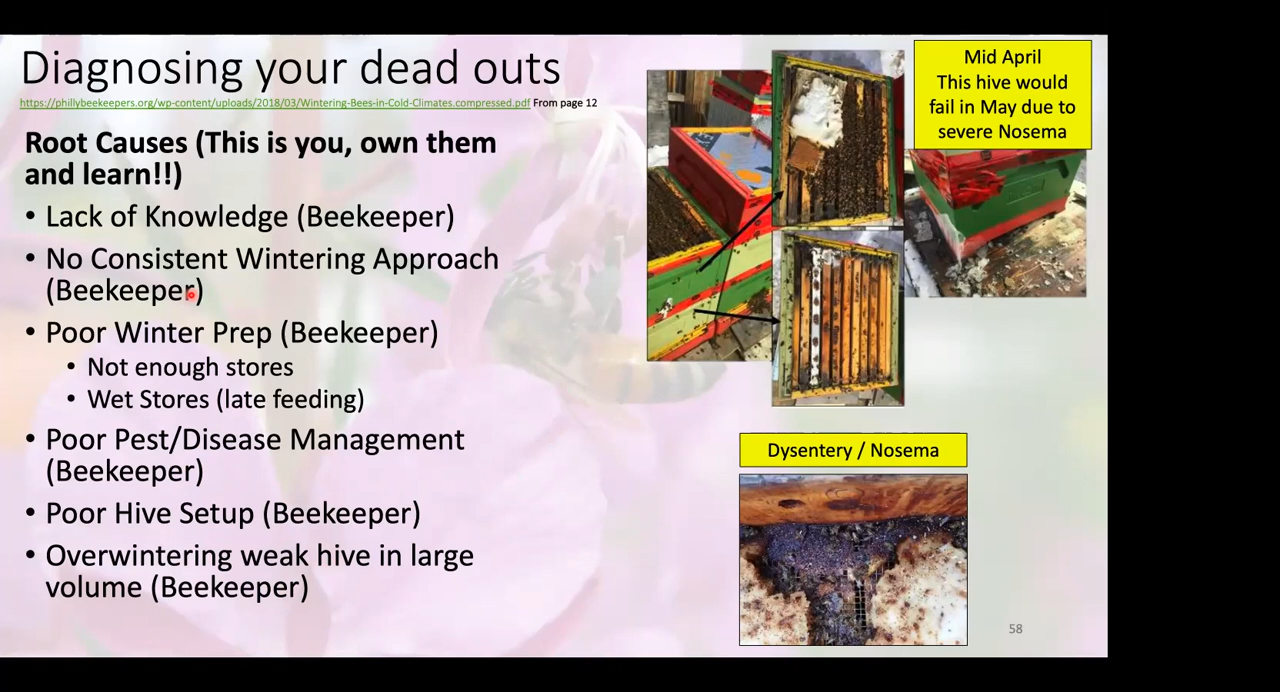 Diagnosing your dead outs
https://phillybeekeepers.org/wp-content/uploads/2018/03/Wintering-Bees-in-Cold-Climates.compressed.pdf From page 12
Root Causes (This is you, own them
and learn!!)
• Lack of Knowledge (Beekeeper)
• No Consistent Wintering Approach
(Beekeeper)
• Poor Winter Prep (Beekeeper)
• Not enough stores
• Wet Stores (late feeding)
• Poor Pest/Disease Management
(Beekeeper)
• Poor Hive Setup (Beekeeper)
• Overwintering weak hive in large
volume (Beekeeper)
Mid April
This hive would
fail in May due to
severe Nosema
Dysentery / Nosema
58